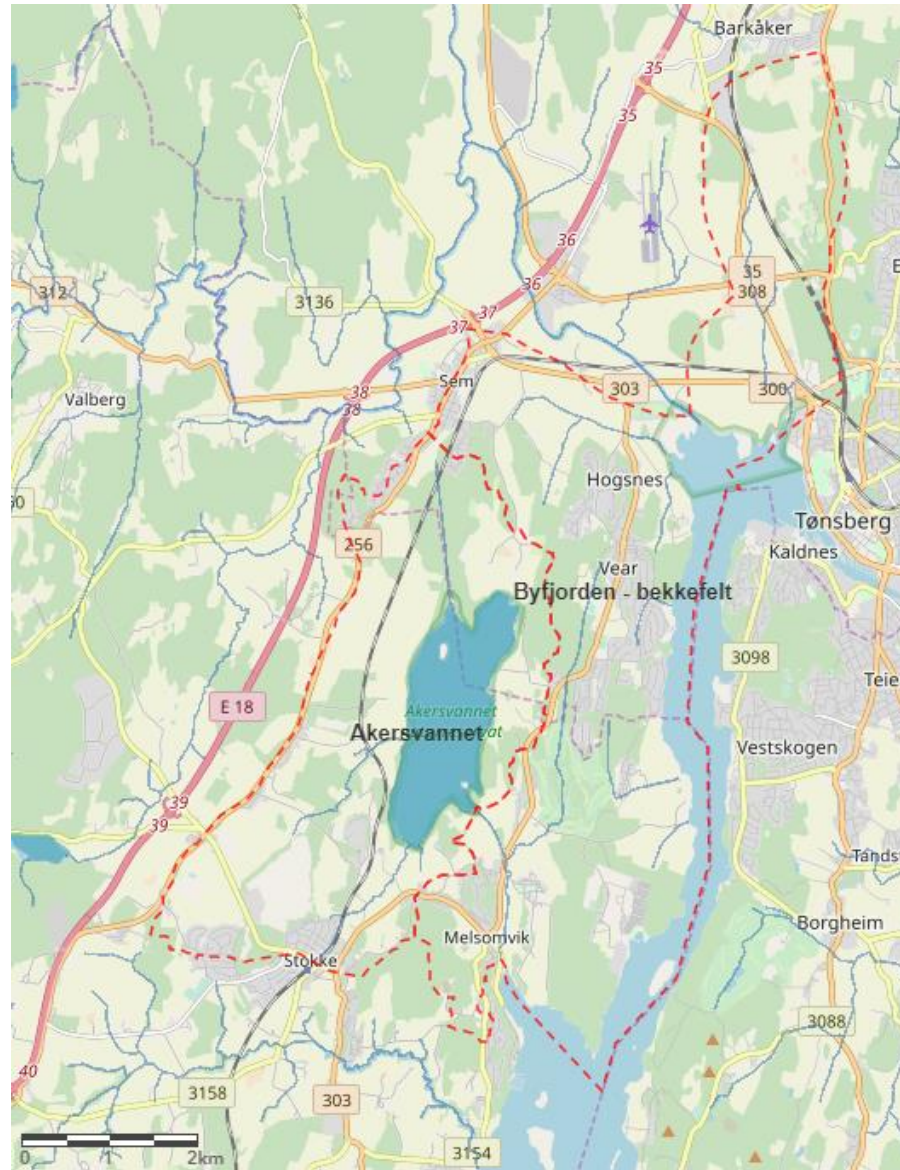 Barkåker
35
35
36
36
35
308
E
312
3136
37
37
38
38
Sem
303
300
Valberg
Hogsnes
Tønsberg
Kaldnes
256
Vear
Byfjorden - bekkefelt
3098
Teie
E 18
Akersvannet
Akersvannet
Vestskogen
39
39
Tands
Borgheim
Melsomvik
Stokke
3088
40
3158
303
3154
0 1 2km